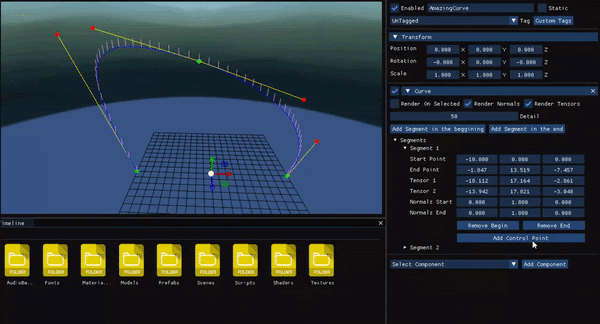 Enabled AmazingCurve Static
UnTagged Tag Custom Tags
Transform
Position 0.000 X 0.000 Y 0.000 Z
Rotation -0.000 X 0.000 Y -0.000 Z
Scale 1.000 X 1.000 Y 1.000 Z
Curve
Render On Selected Render Normals Render Tensors
50 Detail
Add Segment in the beggining Add Segment in the end
Segments
Segment 1
Start Point -10.000 0.000 0.000
End Point -1.847 13.519 -7.457
Tensor 1 -18.112 17.164 -2.061
Tensor 2 -13.942 17.821 -3.848
Normals Start 0.000 1.000 0.000
Normals End 0.000 1.000 0.000
Remove Begin Remove End
Add Control Point
Segment 2
Select Component Add Component
Timeline
FOLDER FOLDER FOLDER FOLDER FOLDER FOLDER FOLDER FOLDER FOLDER
AudioBa... Fonts Materia... Models Prefabs Scenes Scripts Shaders Textures